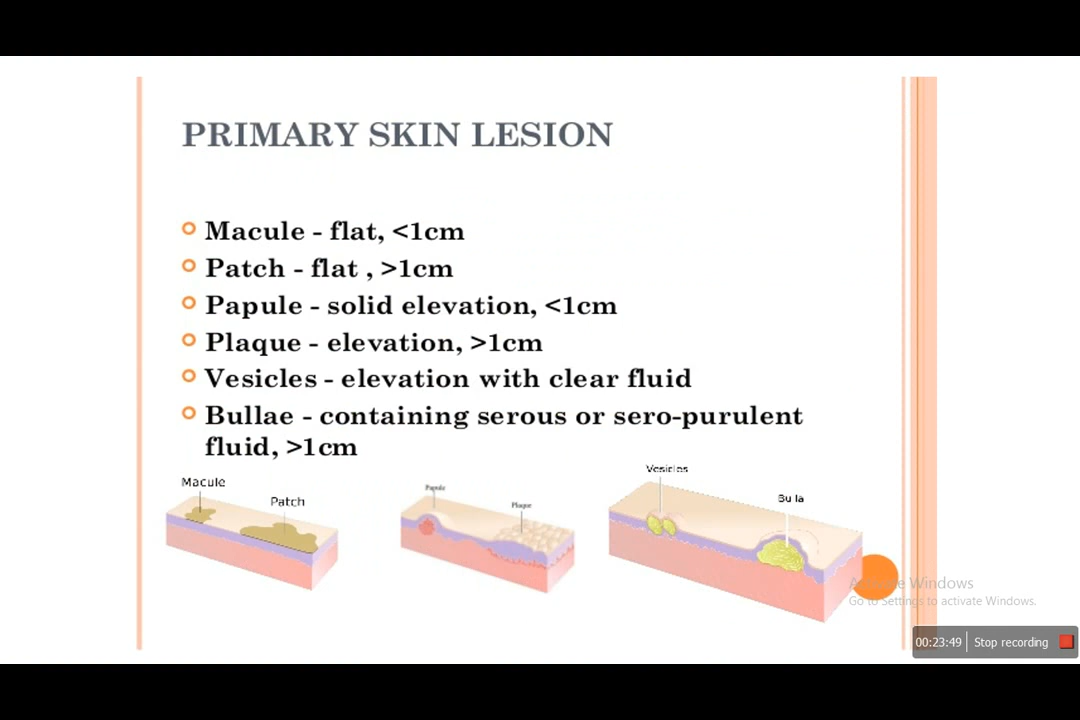 PRIMARY SKIN LESION
Macule - flat, <1cm
Patch - flat , >1cm
Papule - solid elevation, <1cm
Plaque - elevation, >1cm
Vesicles - elevation with clear fluid
Bullae - containing serous or sero-purulent
fluid, >1cm
Macule
Patch
Papule
Plaque
Vesicles
Bulla
Activate Windows
Go to Settings to activate Windows.
00:23:49 Stop recording